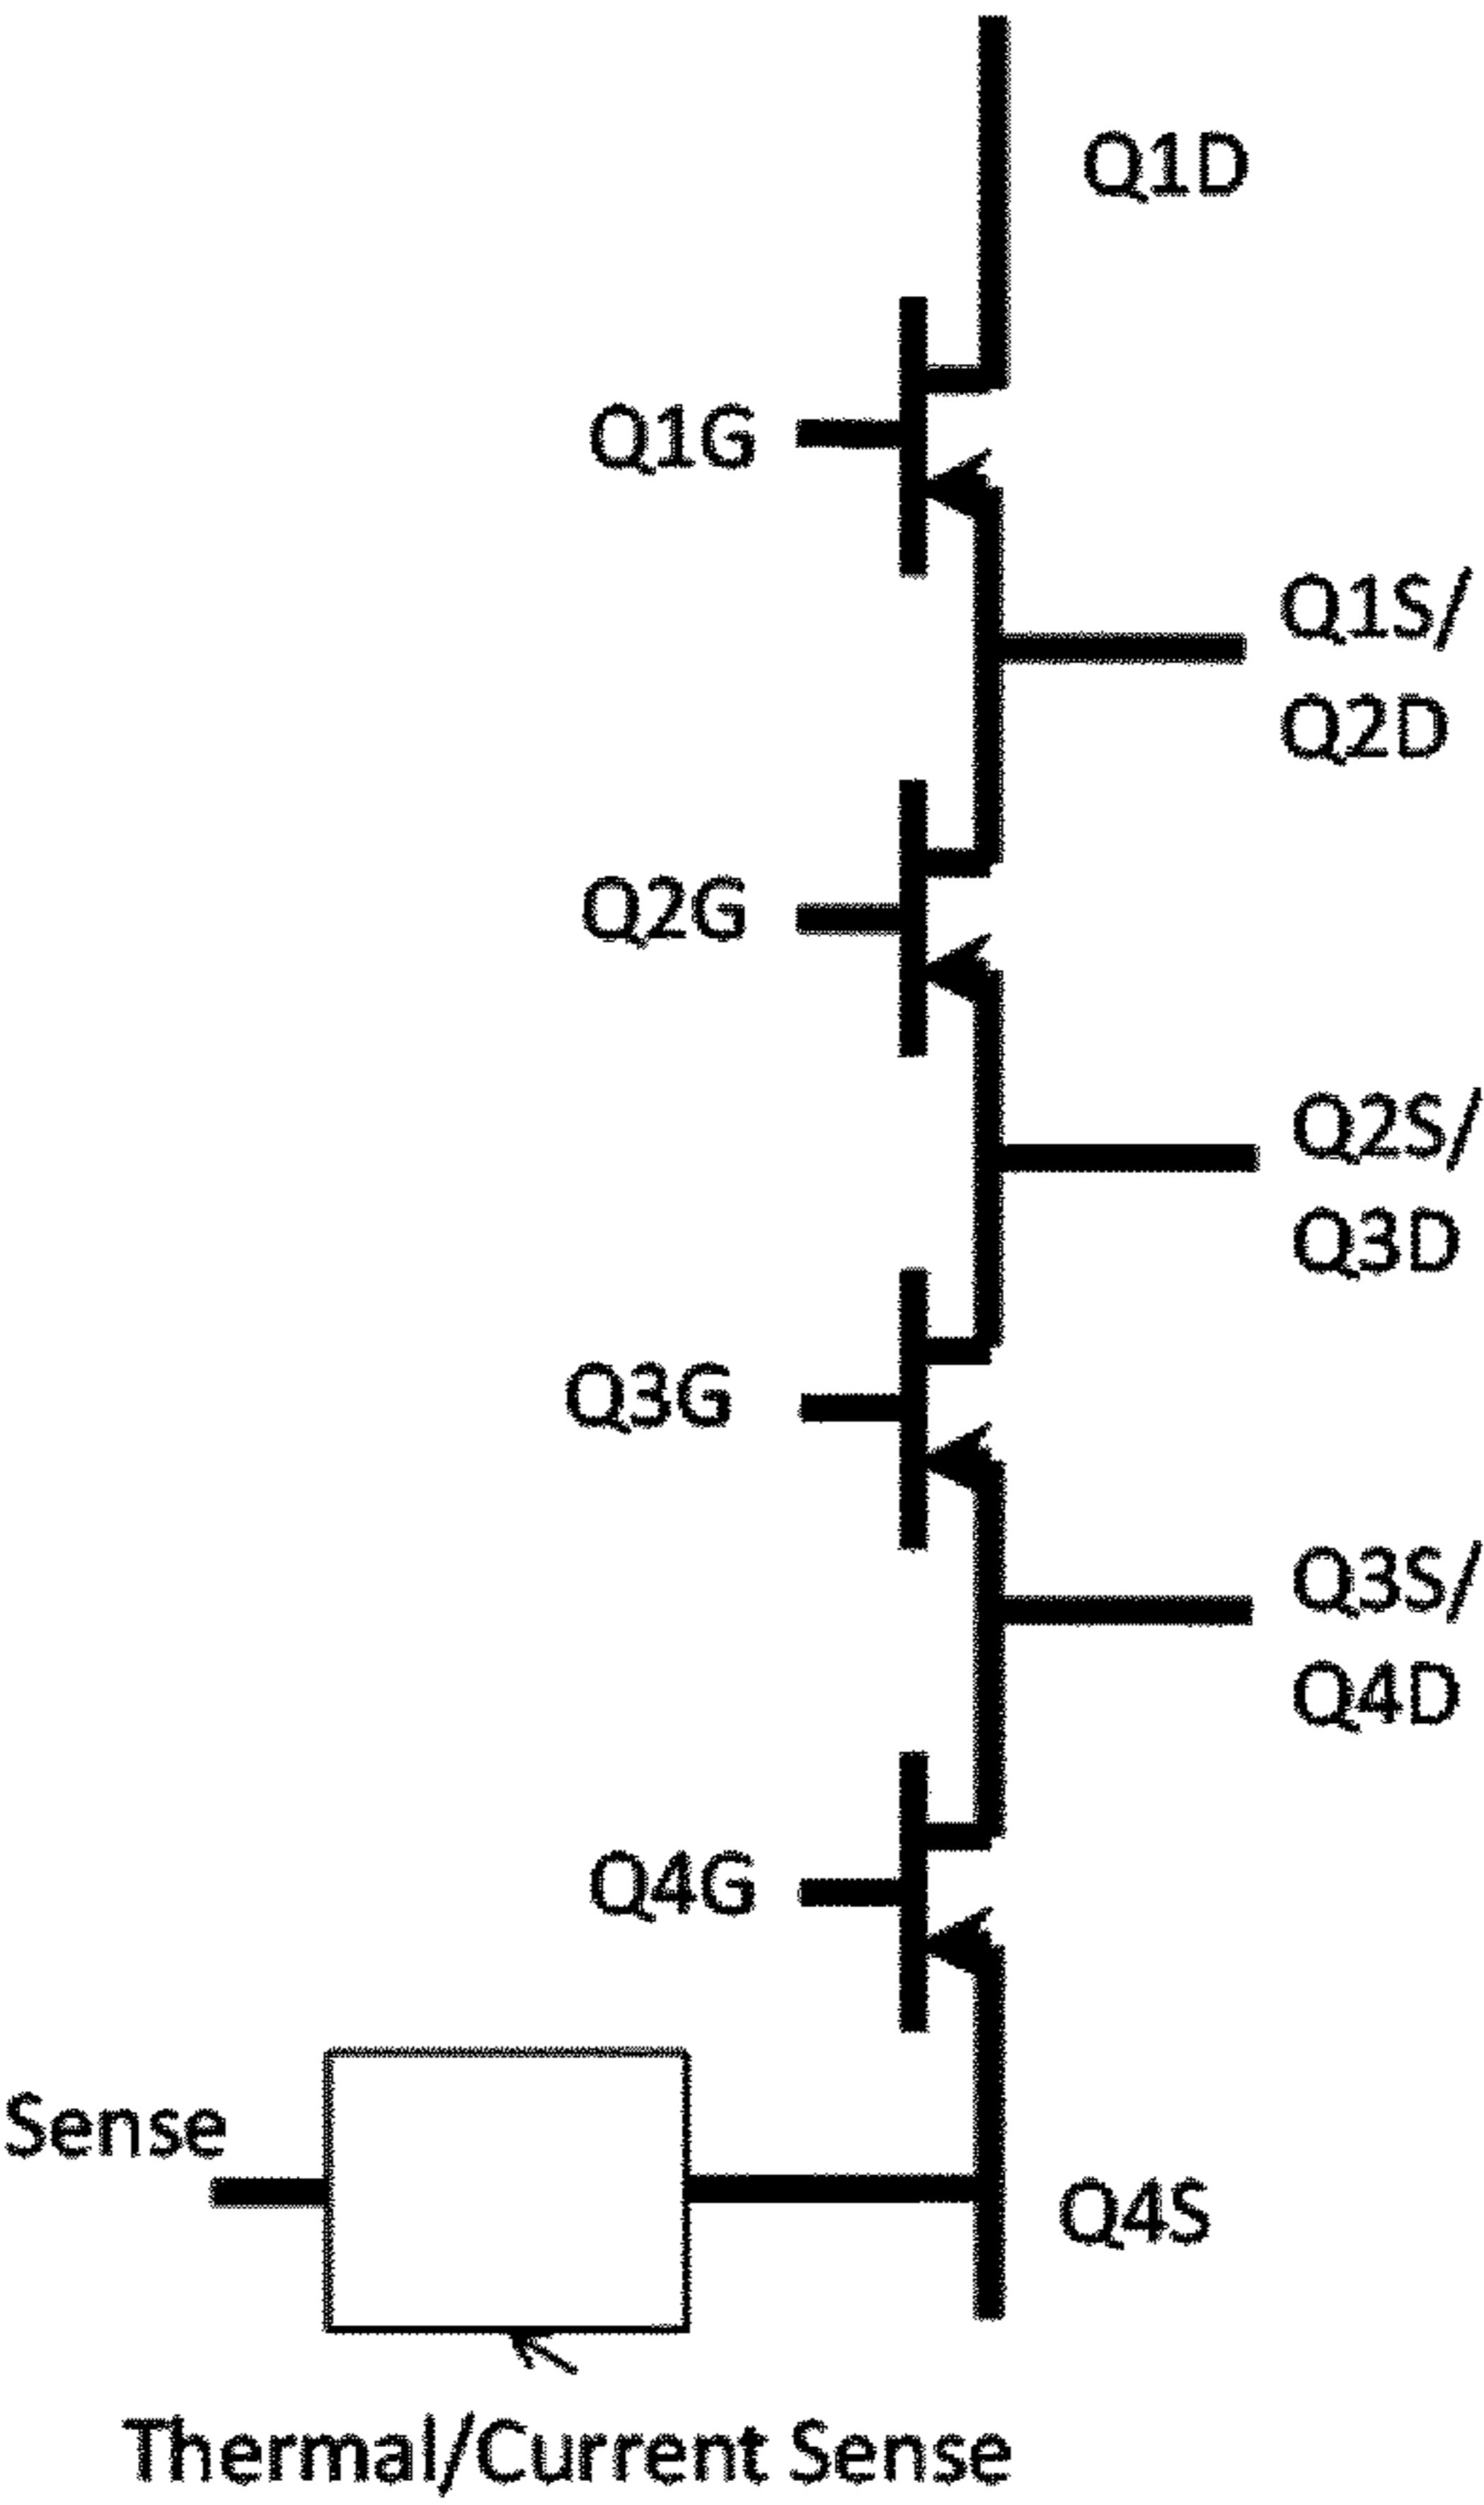 Q1D
Q1G
Q1S/
Q2D
Q2G
Q2S/
Q3D
Q3G
Q3S/
Q4D
Q4G
Sense
Q4S
Thermal/Current Sense